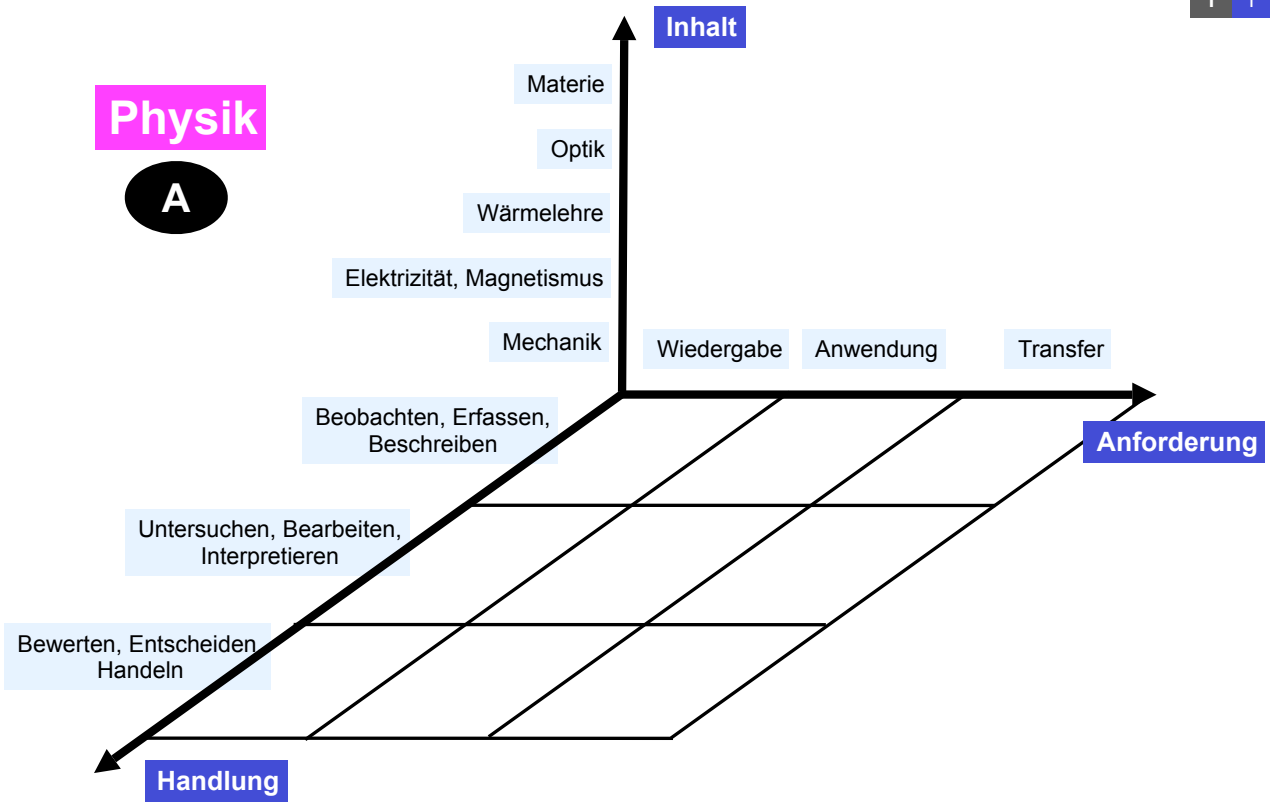 Inhalt
Materie
Physik
Optik
A
Wärmelehre
Elektrizität, Magnetismus
Mechanik
Wiedergabe
Anwendung
Transfer
Beobachten, Erfassen,
Beschreiben
Anforderung
Untersuchen, Bearbeiten,
Interpretieren
Bewerten, Entscheiden
Handeln
Handlung